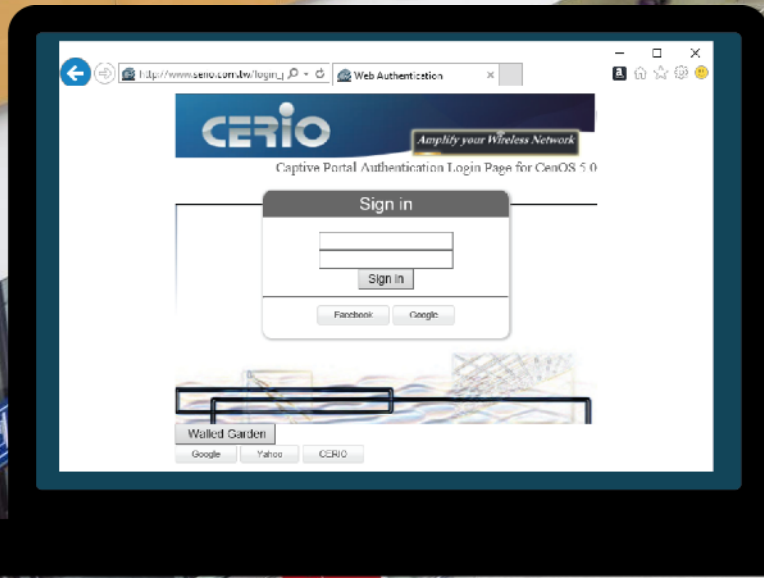 http://www.serio.com.tw/login_
Web Authentication
CERIO
Amplify your Wireless Network
Captive Portal Authentication Login Page for CenOS 5.0
Sign in
Sign in
Facebook Google
Walled Garden
Google Yahoo CERIO